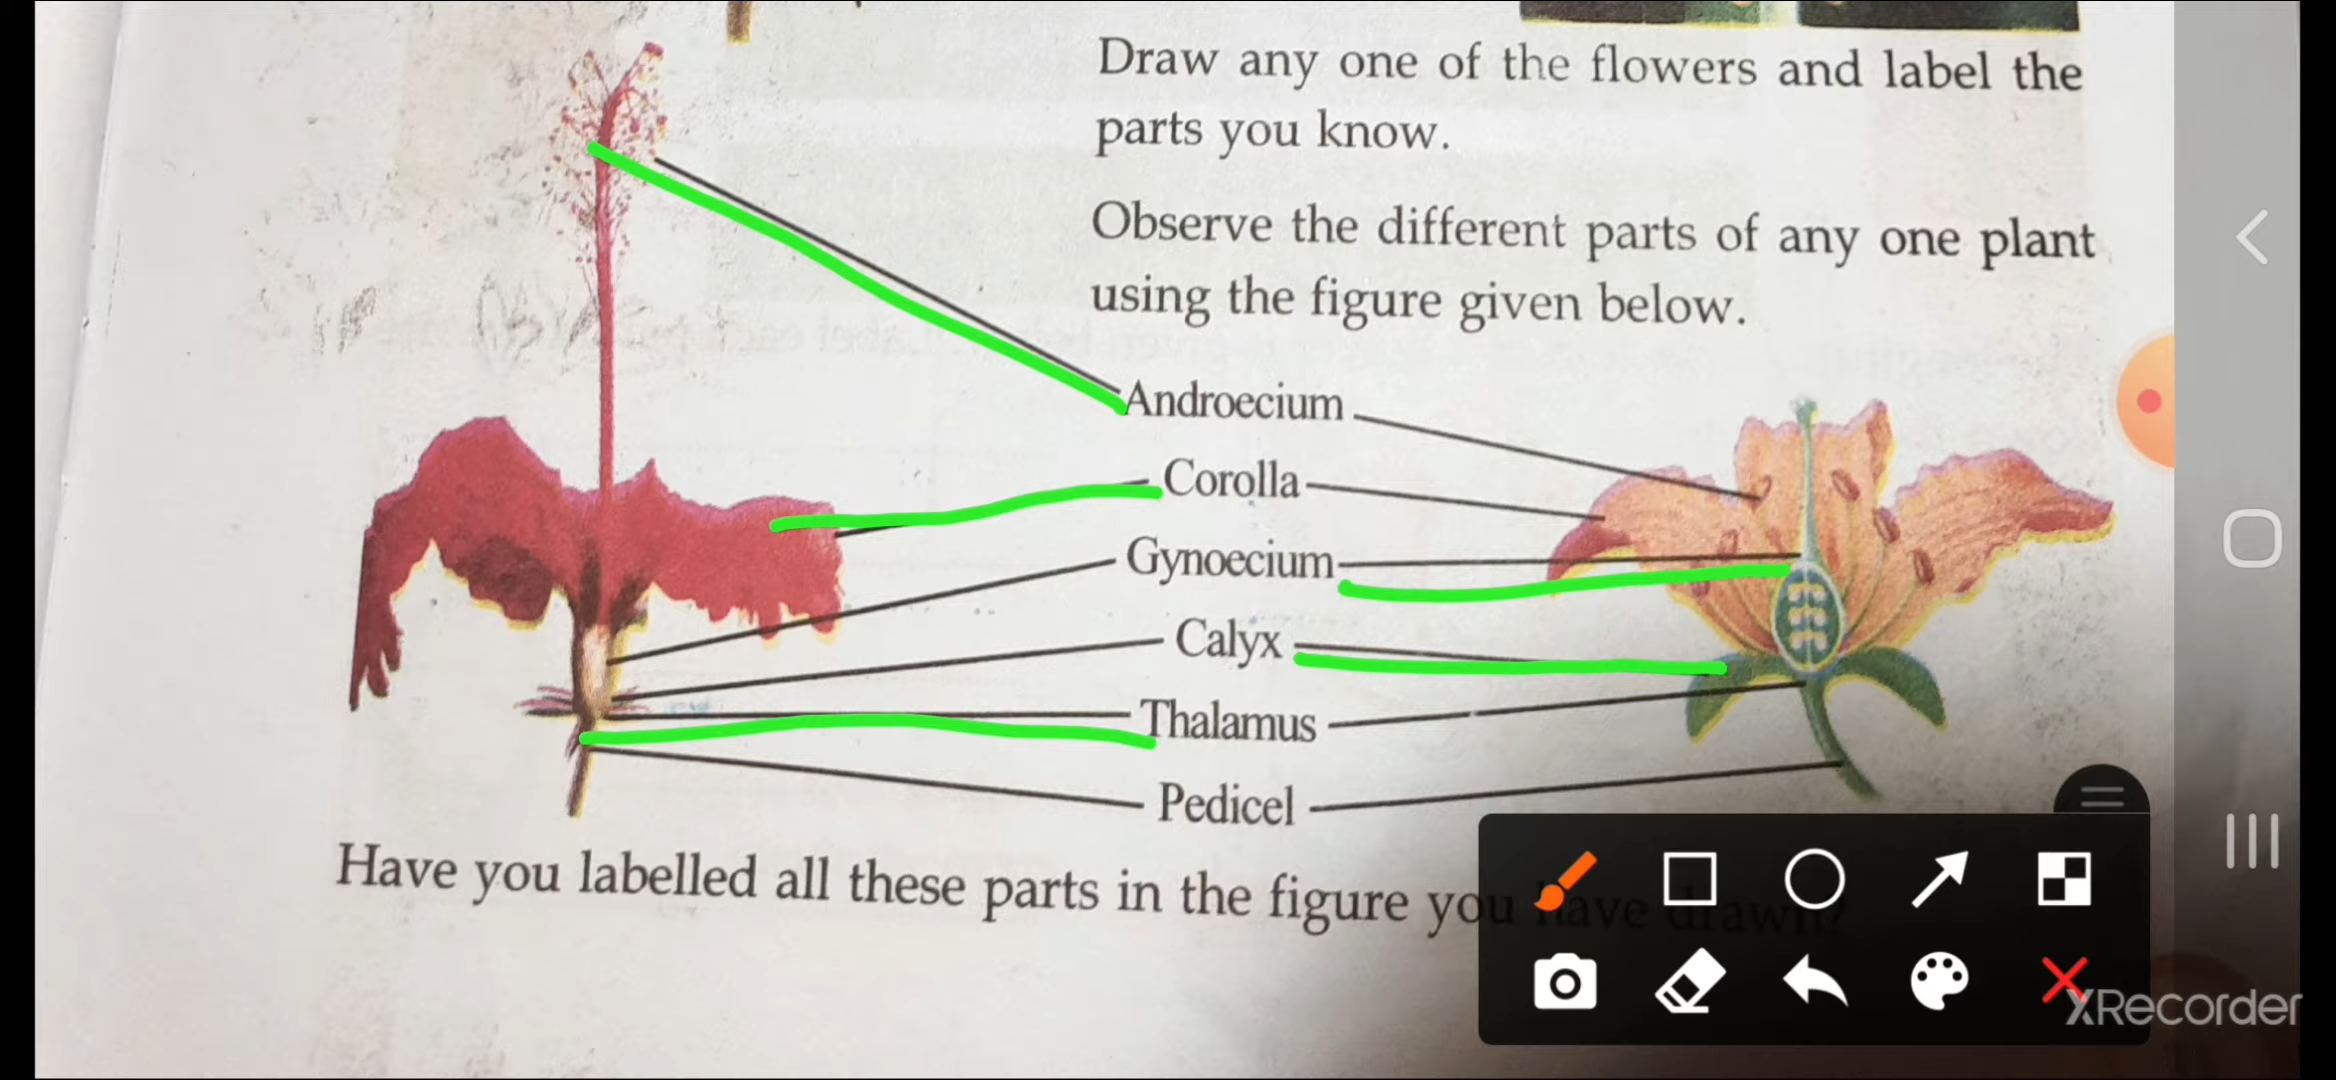 Draw any one of the flowers and label the
parts you know.
Observe the different parts of any one plant
using the figure given below.
Androecium
Corolla
Gynoecium
Calyx
Thalamus
Pedicel
Have you labelled all these parts in the figure you have drawn?
XRecorder